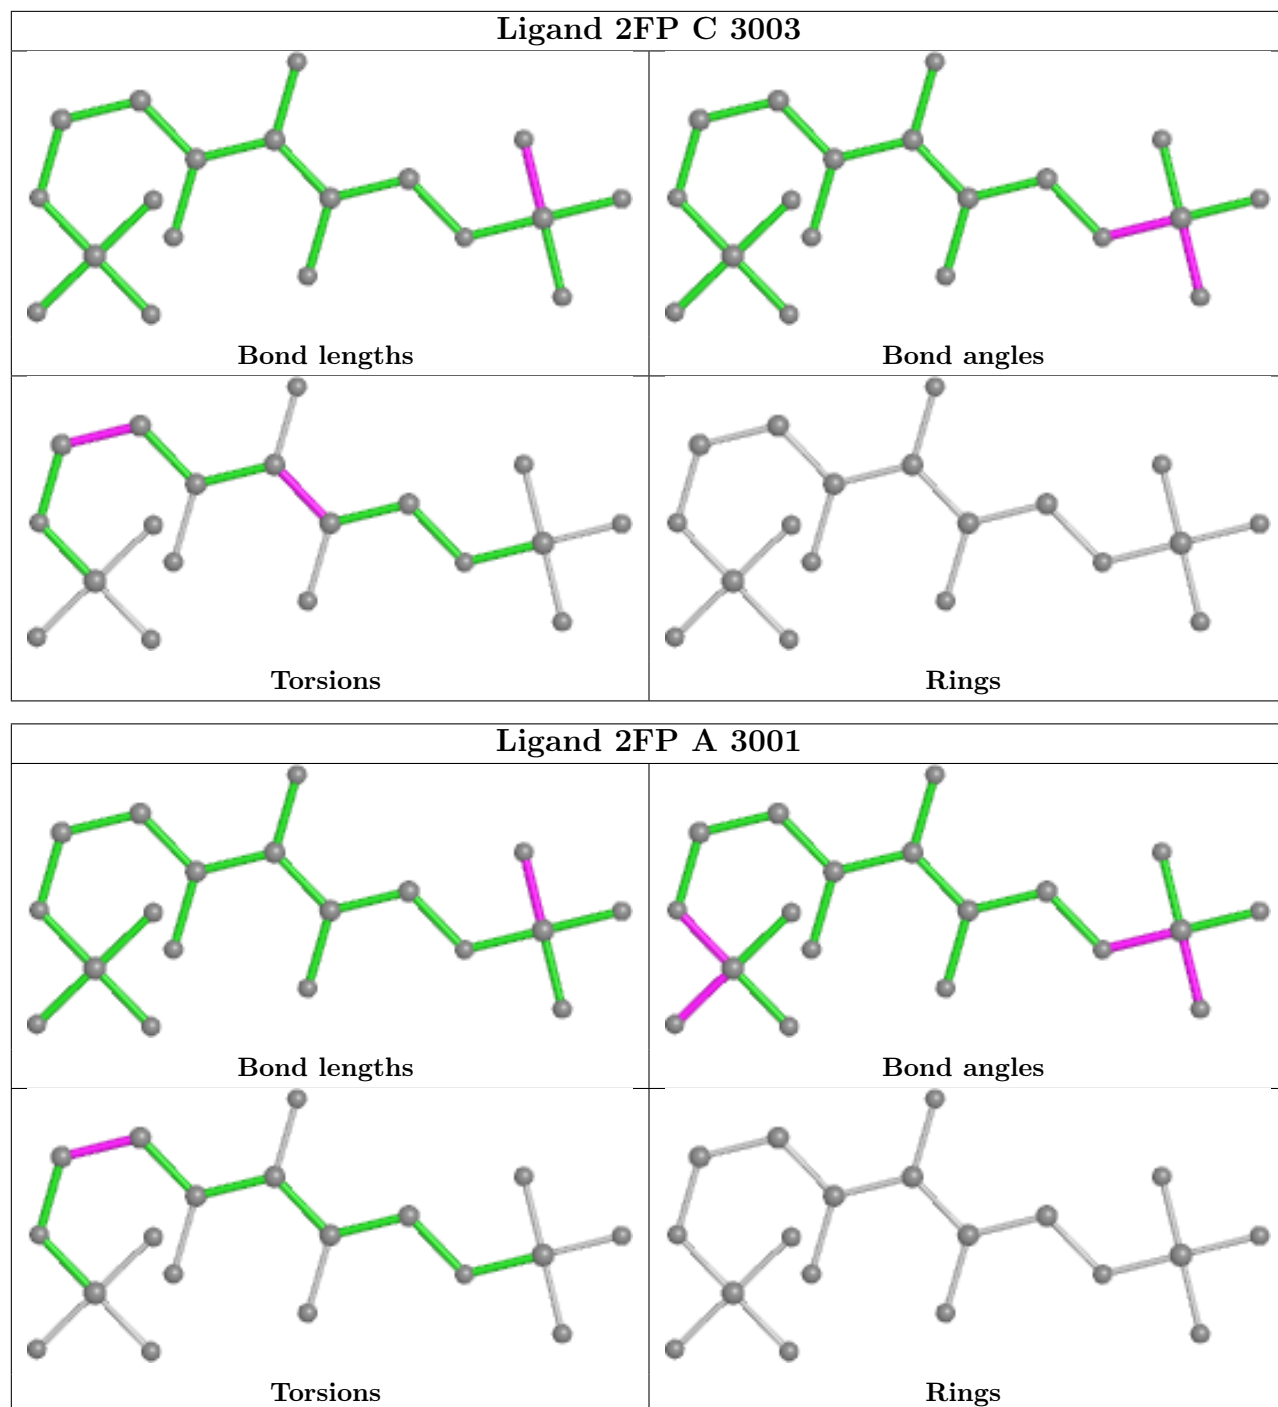 Ligand 2FP C 3003
Bond lengths
Bond angles
Torsions
Rings
Ligand 2FP A 3001
Bond lengths
Bond angles
Torsions
Rings